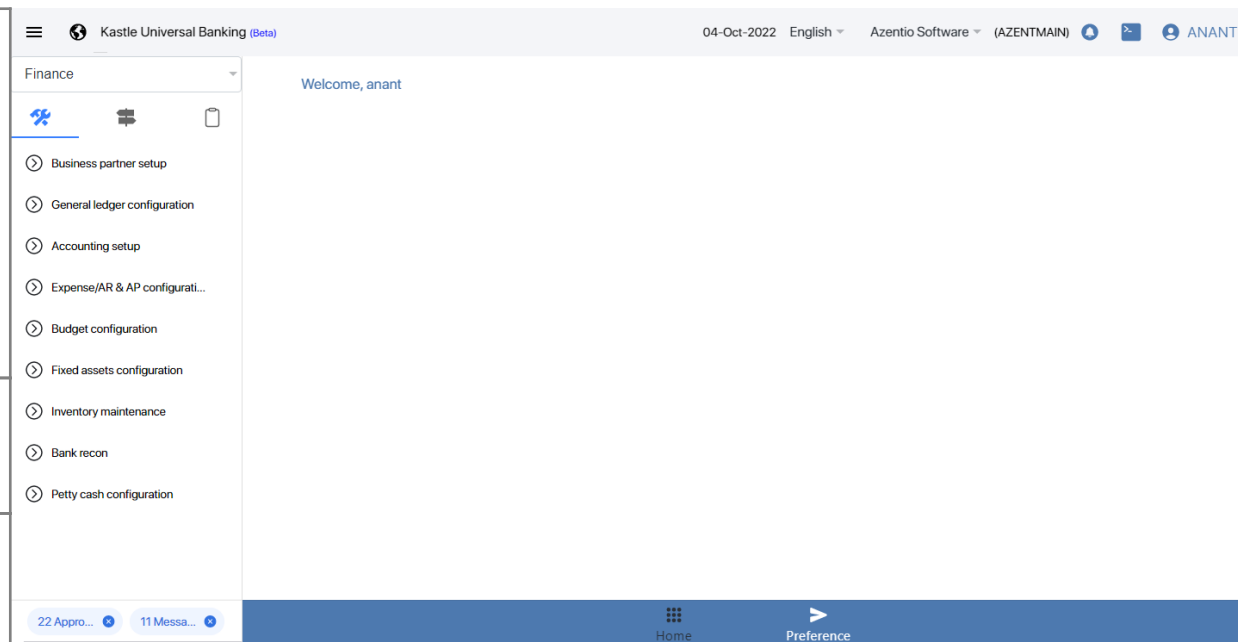 Kastle Universal Banking (Beta) 04-Oct-2022 English Azentio Software (AZENTMAIN) ANANT
Finance
Welcome, anant
Business partner setup
General ledger configuration
Accounting setup
Expense/AR & AP configurati...
Budget configuration
Fixed assets configuration
Inventory maintenance
Bank recon
Petty cash configuration
22 Appro... 11 Messa...
Home Preference